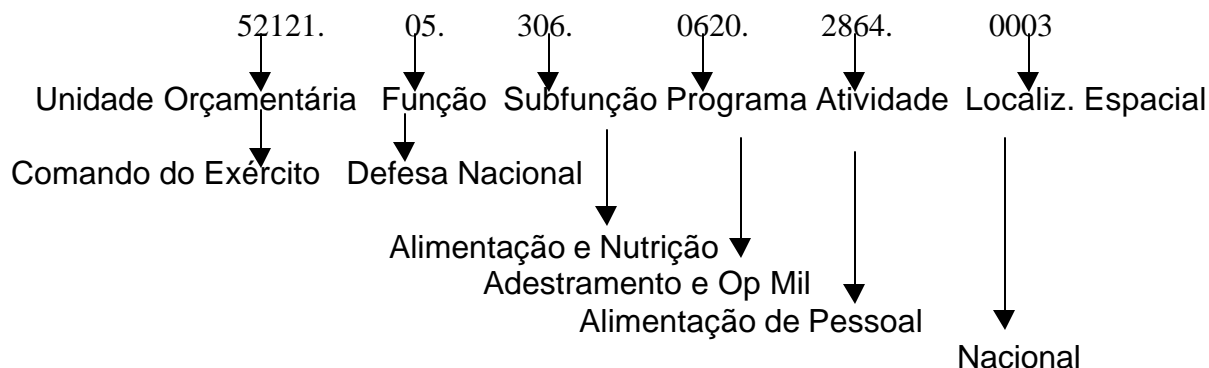 52121. 05. 306. 0620. 2864. 0003
Unidade Orçamentária Função Subfunção Programa Atividade Localiz. Espacial
Comando do Exército Defesa Nacional
Alimentação e Nutrição
Adestramento e Op Mil
Alimentação de Pessoal
Nacional